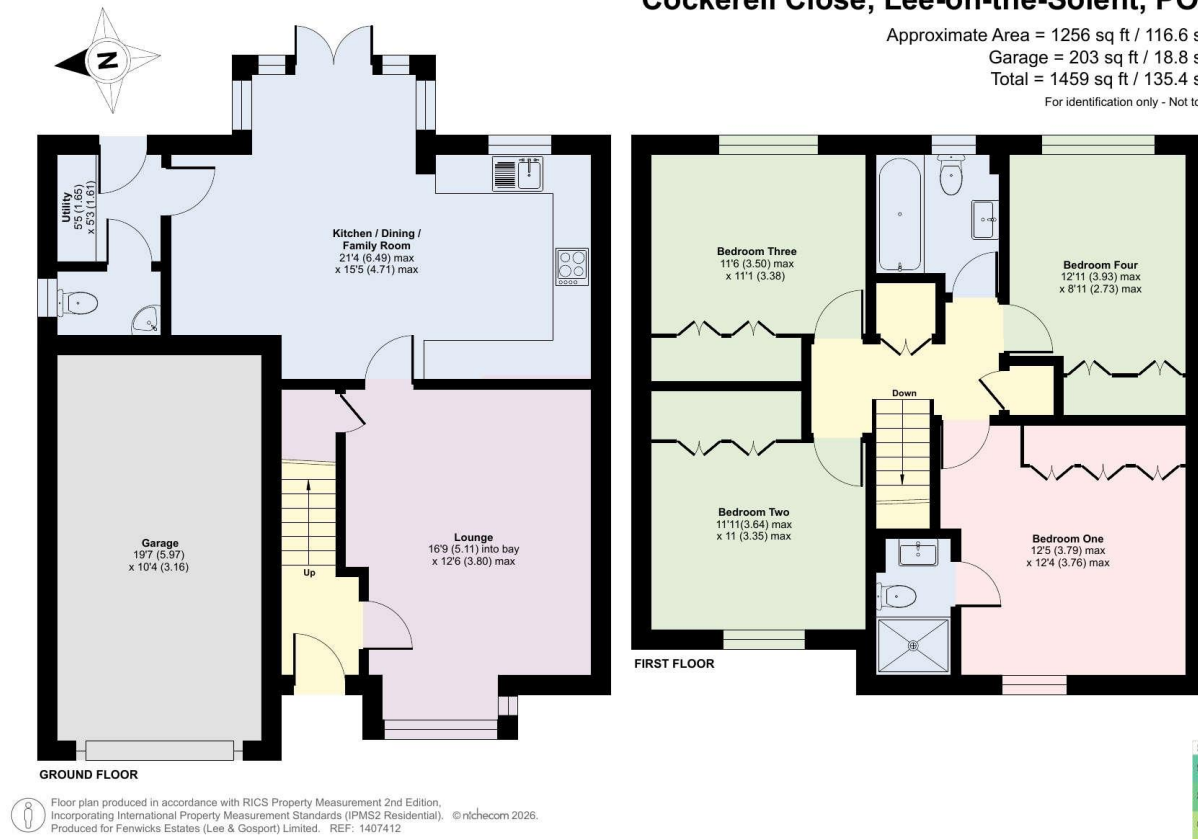 Cockerell Close, Lee-on-the-Solent, PO
Approximate Area = 1256 sq ft / 116.6 s
Garage = 203 sq ft / 18.8 s
Total = 1459 sq ft / 135.4 s
For identification only - Not to
N
Utility
5'5 (1.65)
x 5'3 (1.61)
Kitchen / Dining /
Family Room
21'4 (6.49) max
x 15'5 (4.71) max
Garage
19'7 (5.97)
x 10'4 (3.16)
Up
Lounge
16'9 (5.11) into bay
x 12'6 (3.80) max
GROUND FLOOR
Bedroom Three
11'6 (3.50) max
x 11'1 (3.38)
Bedroom Four
12'11 (3.93) max
x 8'11 (2.73) max
Down
Bedroom Two
11'11(3.64) max
x 11 (3.35) max
Bedroom One
12'5 (3.79) max
x 12'4 (3.76) max
FIRST FLOOR
Floor plan produced in accordance with RICS Property Measurement 2nd Edition,
Incorporating International Property Measurement Standards (IPMS2 Residential). ©nichecom 2026.
Produced for Fenwicks Estates (Lee & Gosport) Limited. REF: 1407412